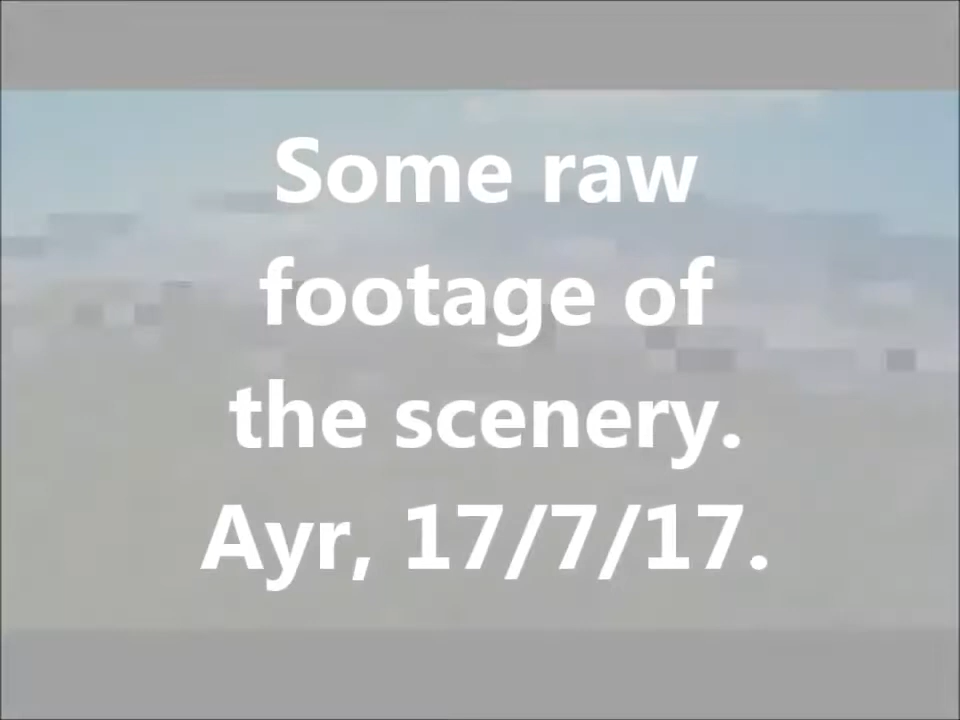 Some raw
footage of
the scenery.
Ayr, 17/7/17.